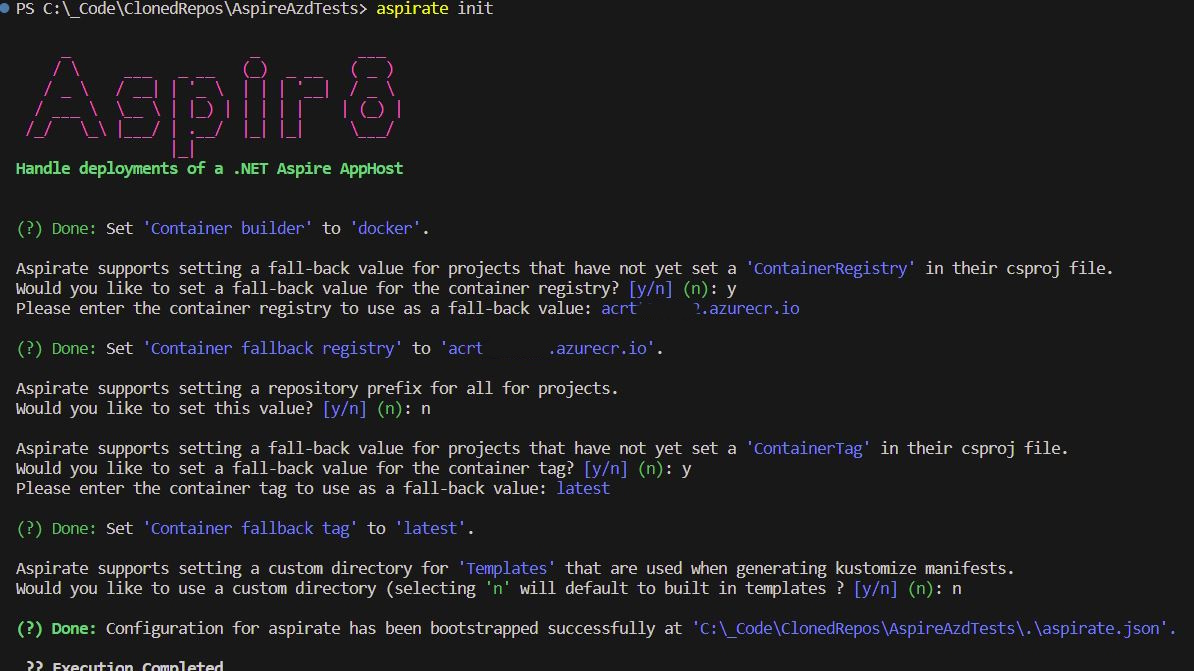 PS C:\_Code\ClonedRepos\AspireAzdTests> aspirate init
Aspir8
Handle deployments of a .NET Aspire AppHost
(?) Done: Set 'Container builder' to 'docker'.
Aspirate supports setting a fall-back value for projects that have not yet set a 'ContainerRegistry' in their csproj file.
Would you like to set a fall-back value for the container registry? [y/n] (n): y
Please enter the container registry to use as a fall-back value: acrt 2.azurecr.io
(?) Done: Set 'Container fallback registry' to 'acrt .azurecr.io'.
Aspirate supports setting a repository prefix for all for projects.
Would you like to set this value? [y/n] (n): n
Aspirate supports setting a fall-back value for projects that have not yet set a 'ContainerTag' in their csproj file.
Would you like to set a fall-back value for the container tag? [y/n] (n): y
Please enter the container tag to use as a fall-back value: latest
(?) Done: Set 'Container fallback tag' to 'latest'.
Aspirate supports setting a custom directory for 'Templates' that are used when generating kustomize manifests.
Would you like to use a custom directory (selecting 'n' will default to built in templates ? [y/n] (n): n
(?) Done: Configuration for aspirate has been bootstrapped successfully at 'C:\_Code\ClonedRepos\AspireAzdTests\.\aspirate.json'.
?? Execution Completed